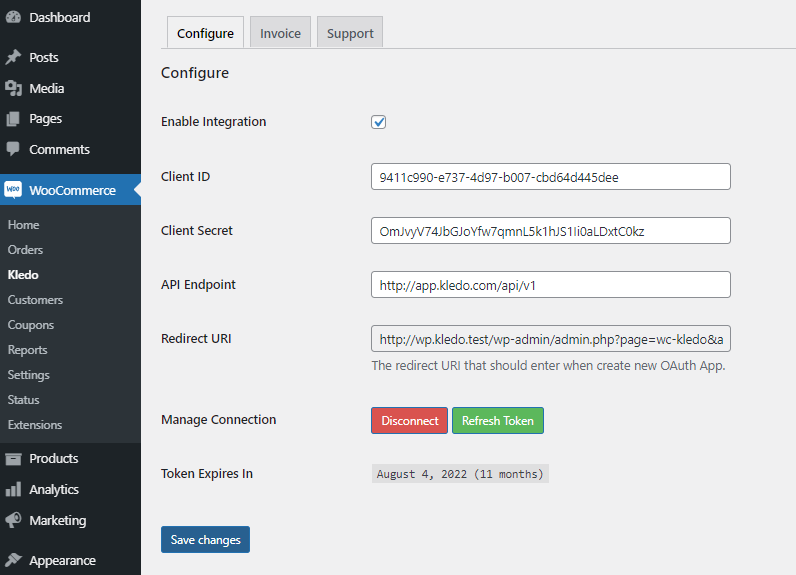 Dashboard
Posts
Media
Pages
Comments
Woo WooCommerce
Home
Orders
Kledo
Customers
Coupons
Reports
Settings
Status
Extensions
Products
Analytics
Marketing
Appearance
Configure Invoice Support
Configure
Enable Integration
Client ID 9411c990-e737-4d97-b007-cbd64d445dee
Client Secret OmJvyV74JbGJoYfw7qmnL5k1hJS1Ii0aLDxtC0kz
API Endpoint http://app.kledo.com/api/v1
Redirect URI http://wp.kledo.test/wp-admin/admin.php?page=wc-kledo&a
The redirect URI that should enter when create new OAuth App.
Manage Connection Disconnect Refresh Token
Token Expires In August 4, 2022 (11 months)
Save changes